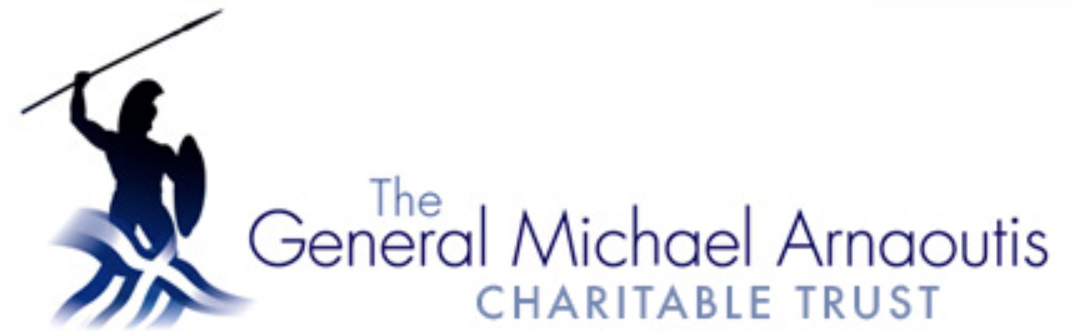 The
General Michael Arnaoutis
CHARITABLE TRUST